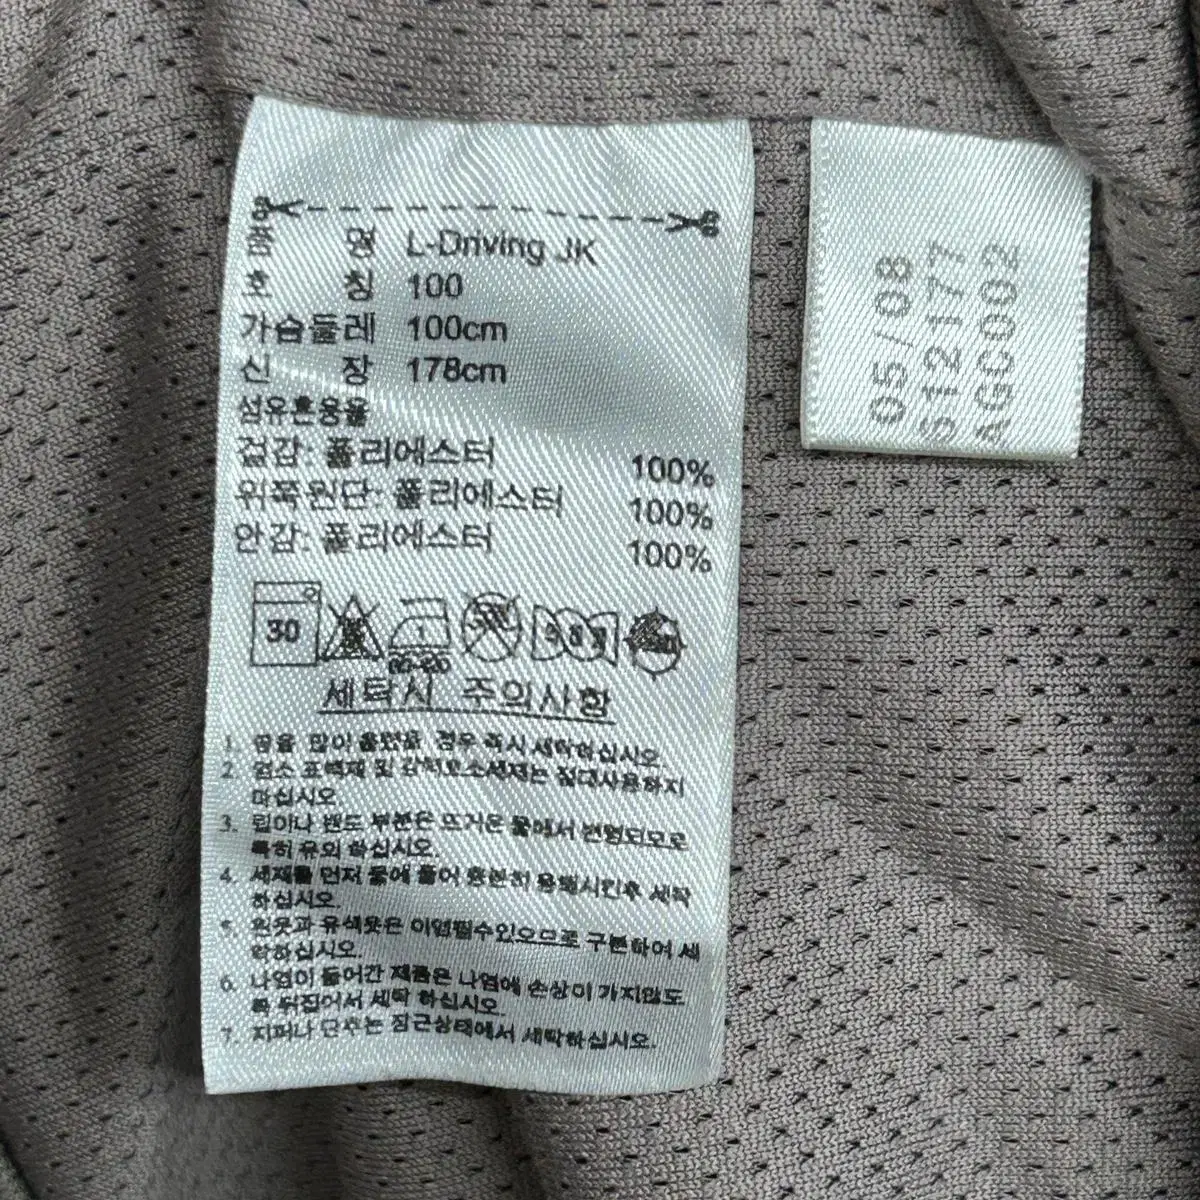 품 명 L-Driving JK
호 칭 100
가슴둘레 100cm
신 장 178cm
섬유혼용율
겉감: 폴리에스터 100%
위쪽원단: 폴리에스터 100%
안감: 폴리에스터 100%
30
세탁시 주의사항
1. 땀을 많이 흘렸을 경우 즉시 세탁하십시오.
2. 염소 표백제 및 강력효소세제는 절대사용하지
마십시오.
3. 립이나 밴드 부분은 뜨거운 물에서 변형되므로
특히 유의 하십시오.
4. 세제를 먼저 물에 풀어 충분히 용해시킨후 세탁
하십시오.
5. 흰옷과 유색옷은 이염될수있으므로 구분하여 세
탁하십시오.
6. 나염이 들어간 제품은 나염에 손상이 가지않도
록 뒤집어서 세탁 하십시오.
7. 지퍼나 단추는 잠근상태에서 세탁하십시오.
05/08
612177
AGC002